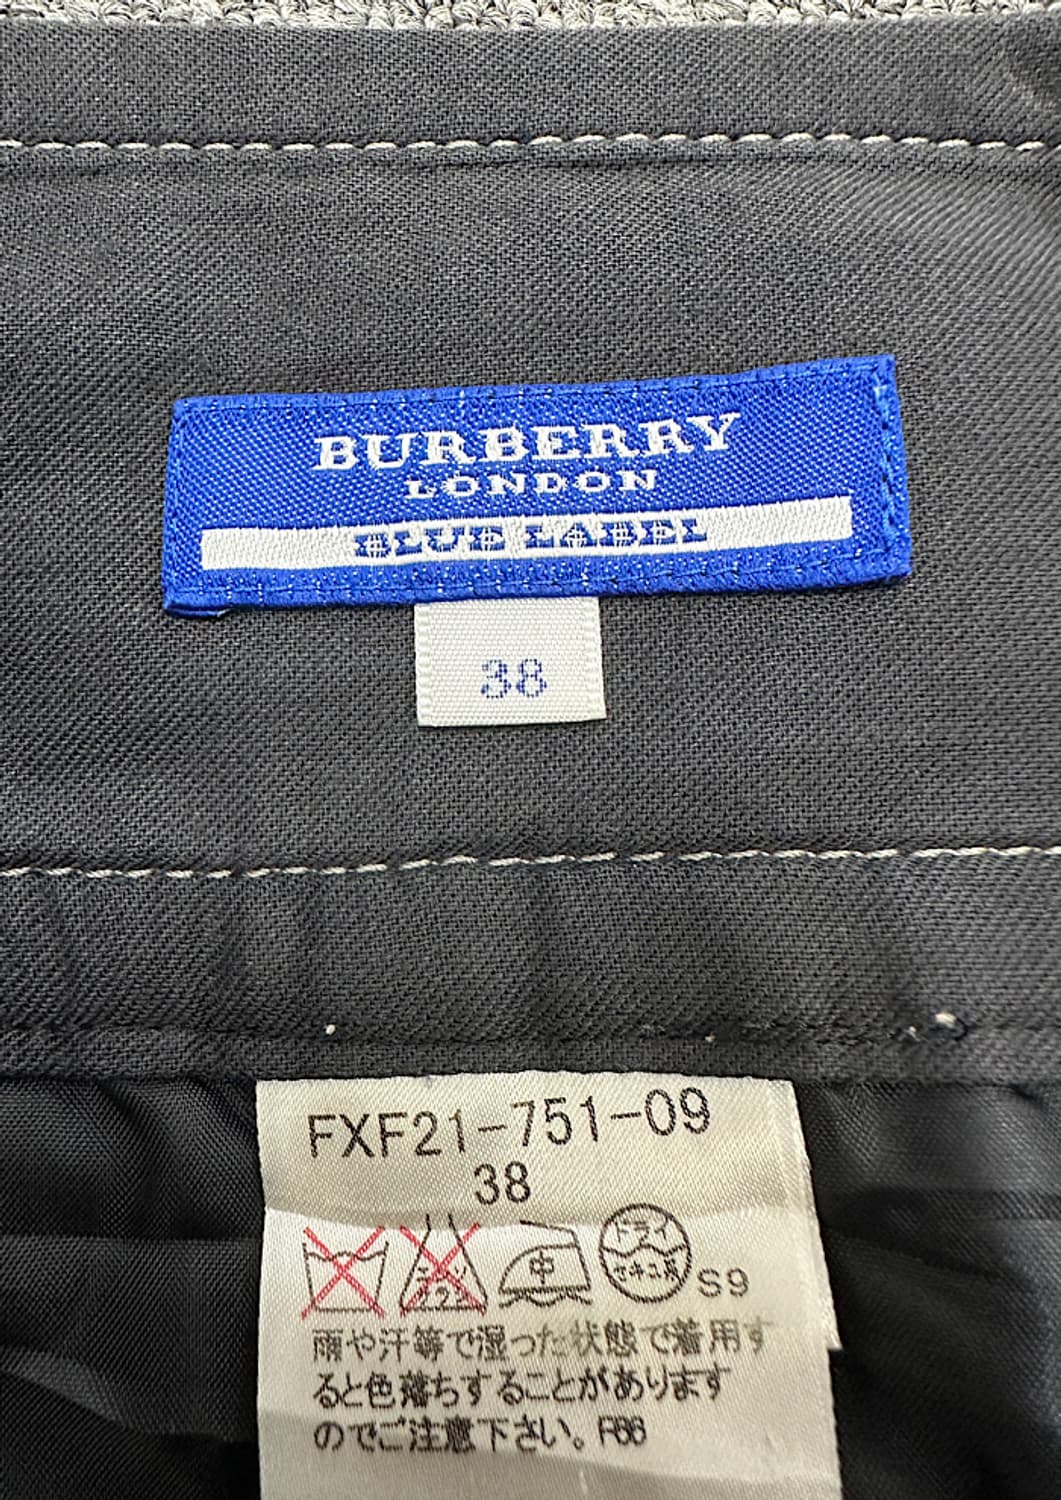 BURBERRY
LONDON
BLUE LABEL
38
FXF21-751-09
38
中
ドライ
セキユ系
S9
雨や汗等で湿った状態で着用す
ると色落ちすることがあります
のでご注意下さい。R86